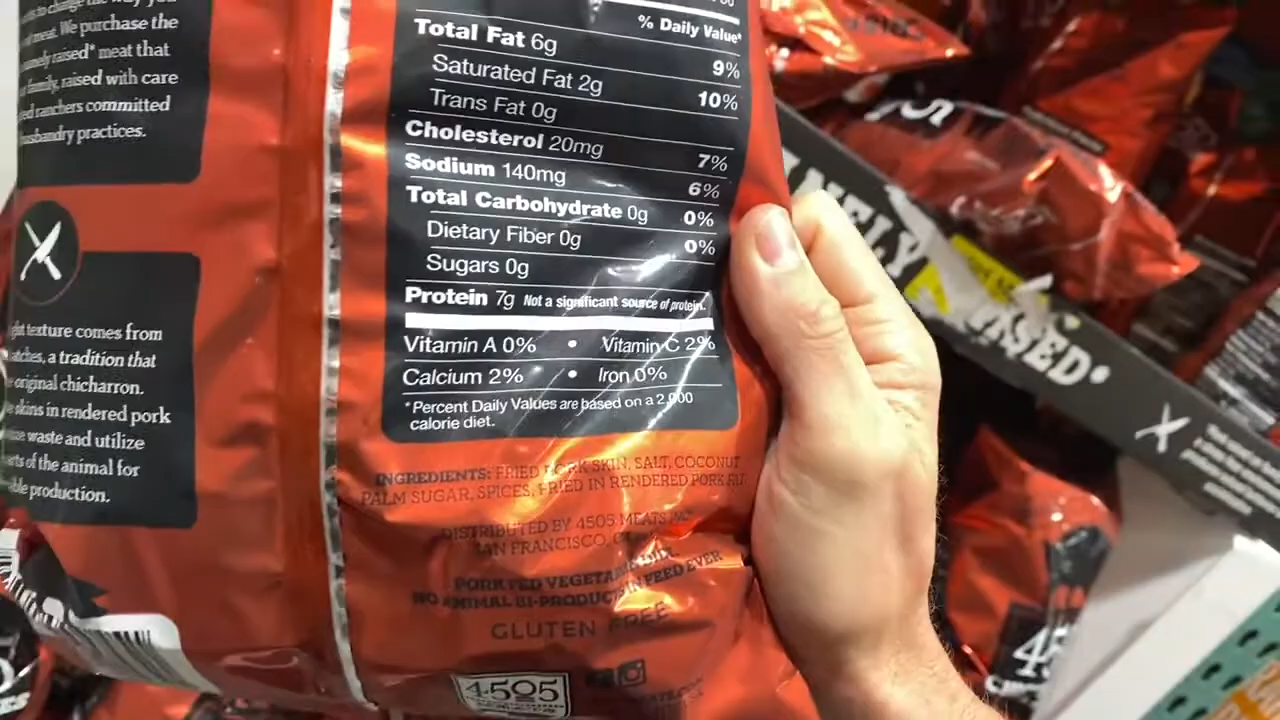 meat. We purchase the
raised* meat that
family, raised with care
ranchers committed
husbandry practices.
texture comes from
a tradition that
original chicharron.
skins in rendered pork
waste and utilize
of the animal for
production.
% Daily Value*
Total Fat 6g 9%
Saturated Fat 2g 10%
Trans Fat 0g
Cholesterol 20mg 7%
Sodium 140mg 6%
Total Carbohydrate 0g 0%
Dietary Fiber 0g 0%
Sugars 0g
Protein 7g Not a significant source of protein.
Vitamin A 0% • Vitamin C 2%
Calcium 2% • Iron 0%
*Percent Daily Values are based on a 2,000
calorie diet.
INGREDIENTS: FRIED PORK SKIN, SALT, COCONUT
PALM SUGAR, SPICES, FRIED IN RENDERED PORK FAT
DISTRIBUTED BY 4505 MEATS
SAN FRANCISCO,
PORK FED VEGETARIAN
NO ANIMAL BI-PRODUCTS IN FEED EVER
GLUTEN FREE
4505